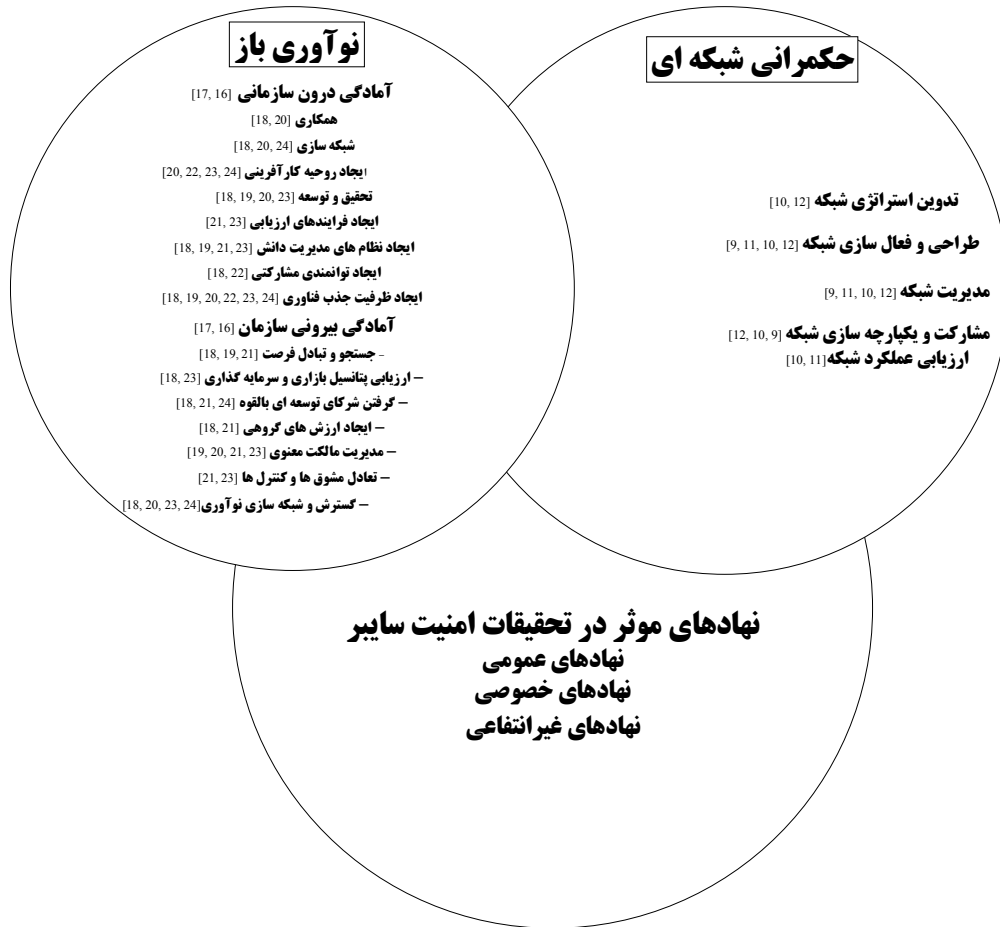 حکمرانی شبکه ای
تدوین استراتژی شبکه [10, 12]
طراحی و فعال سازی شبکه [9, 11, 10, 12]
مدیریت شبکه [9, 11, 10, 12]
مشارکت و یکپارچه سازی شبکه [12, 10, 9]
ارزیابی عملکرد شبکه[10, 11]
نوآوری باز
آمادگی درون سازمانی [17, 16]
همکاری [18, 20]
شبکه سازی [18, 20, 24]
ایجاد روحیه کارآفرینی [20, 22, 23, 24]
تحقیق و توسعه [18, 19, 20, 23]
ایجاد فرایندهای ارزیابی [21, 23]
ایجاد نظام های مدیریت دانش [18, 19, 21, 23]
ایجاد توانمندی مشارکتی [18, 22]
ایجاد ظرفیت جذب فناوری [18, 19, 20, 22, 23, 24]
آمادگی بیرونی سازمان [17, 16]
- جستجو و تبادل فرصت [18, 19, 21]
– ارزیابی پتانسیل بازاری و سرمایه گذاری [18, 23]
– گرفتن شرکای توسعه ای بالقوه [18, 21, 24]
– ایجاد ارزش های گروهی [18, 21]
– مدیریت مالکت معنوی [19, 20, 21, 23]
– تعادل مشوق ها و کنترل ها [21, 23]
– گسترش و شبکه سازی نوآوری[18, 20, 23, 24]
نهادهای موثر در تحقیقات امنیت سایبر
نهادهای عمومی
نهادهای خصوصی
نهادهای غیرانتفاعی